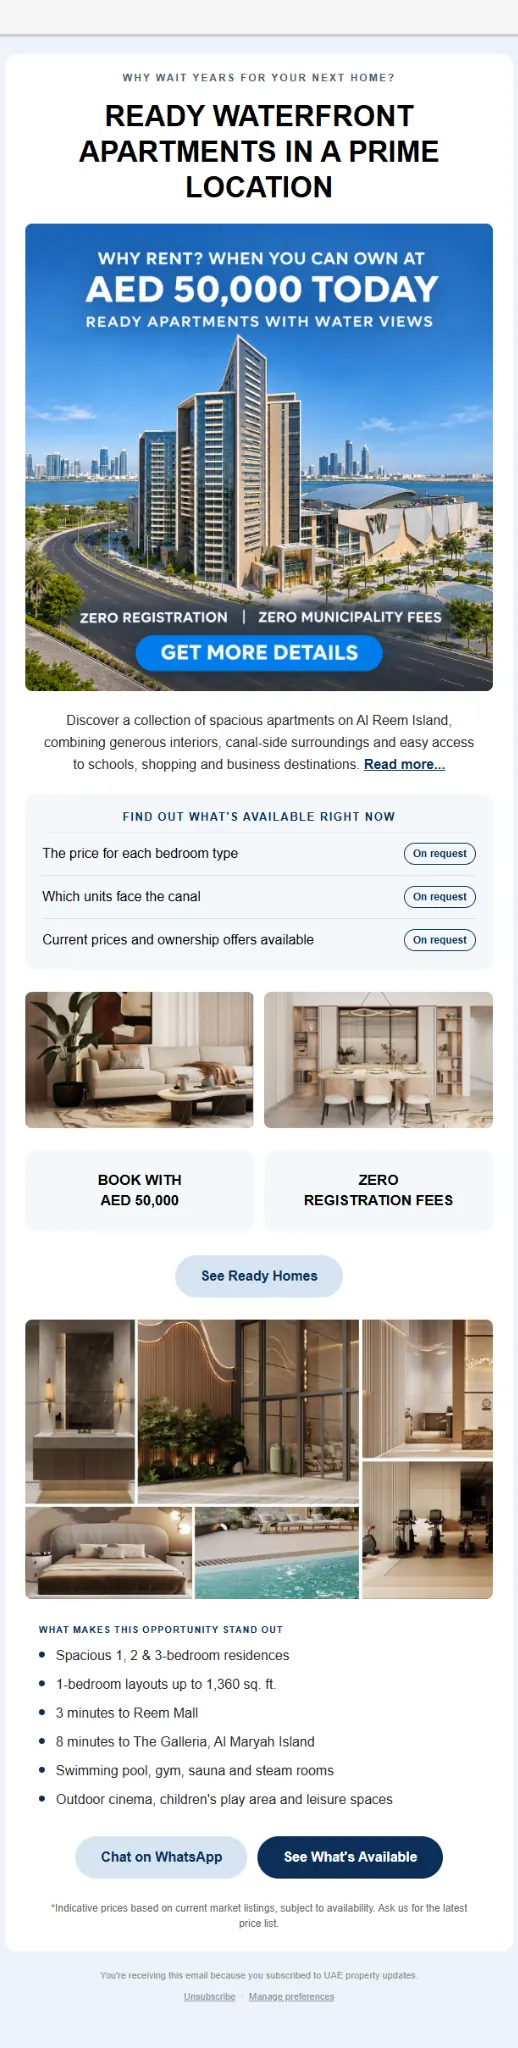 WHY WAIT YEARS FOR YOUR NEXT HOME?
READY WATERFRONT
APARTMENTS IN A PRIME
LOCATION
WHY RENT? WHEN YOU CAN OWN AT
AED 50,000 TODAY
READY APARTMENTS WITH WATER VIEWS
ZERO REGISTRATION | ZERO MUNICIPALITY FEES
GET MORE DETAILS
Discover a collection of spacious apartments on Al Reem Island,
combining generous interiors, canal-side surroundings and easy access
to schools, shopping and business destinations. Read more...
FIND OUT WHAT'S AVAILABLE RIGHT NOW
The price for each bedroom type On request
Which units face the canal On request
Current prices and ownership offers available On request
BOOK WITH
AED 50,000
ZERO
REGISTRATION FEES
See Ready Homes
WHAT MAKES THIS OPPORTUNITY STAND OUT
• Spacious 1, 2 & 3-bedroom residences
• 1-bedroom layouts up to 1,360 sq. ft.
• 3 minutes to Reem Mall
• 8 minutes to The Galleria, Al Maryah Island
• Swimming pool, gym, sauna and steam rooms
• Outdoor cinema, children's play area and leisure spaces
Chat on WhatsApp See What's Available
*Indicative prices based on current market listings, subject to availability. Ask us for the latest
price list.
You're receiving this email because you subscribed to UAE property updates.
Unsubscribe · Manage preferences